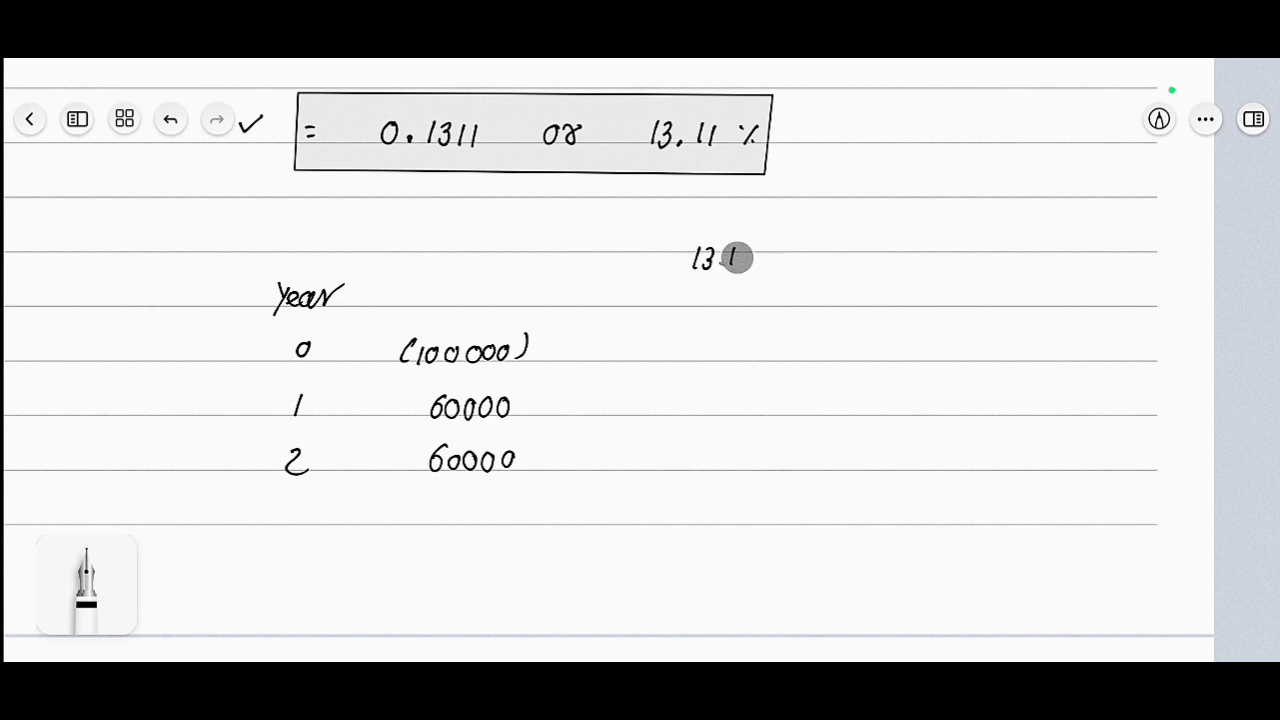 = 0.1311 or 13.11 %
13.1
year
0 (100000)
1 60000
2 60000